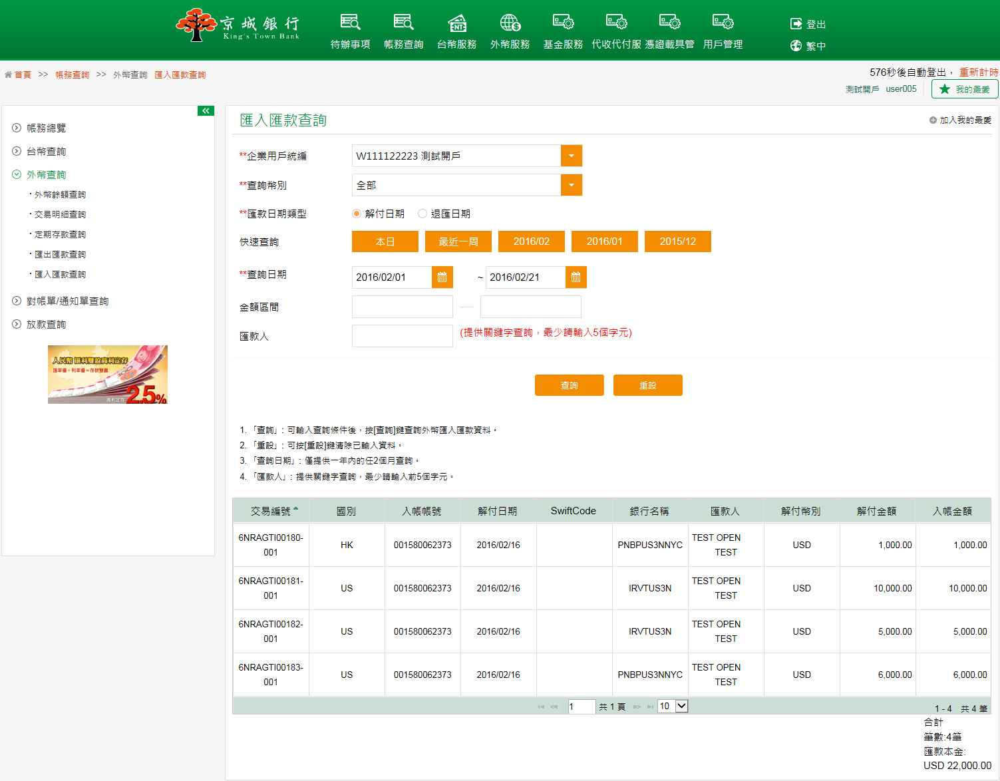 京城銀行
King's Town Bank
待辦事項
帳務查詢
台幣服務
外幣服務
基金服務
代收代付服
憑證載具管
用戶管理
登出
繁中
首頁 >> 帳務查詢 >> 外幣查詢 匯入匯款查詢
576秒後自動登出， 重新計時
測試開戶 user005
我的最愛
帳務總覽
台幣查詢
外幣查詢
外幣餘額查詢
交易明細查詢
定期存款查詢
匯出匯款查詢
匯入匯款查詢
對帳單/通知單查詢
放款查詢
人民幣 匯利雙盈高利定存
匯率優+利率優=存款雙贏
高利定存 2.5%
匯入匯款查詢
加入我的最愛
**企業用戶統編 W111122223 測試開戶
**查詢幣別 全部
**匯款日期類型 解付日期 退匯日期
快速查詢 本日 最近一周 2016/02 2016/01 2015/12
**查詢日期 2016/02/01 ~ 2016/02/21
金額區間
匯款人 (提供關鍵字查詢，最少請輸入5個字元)
查詢 重設
1. 「查詢」: 可輸入查詢條件後，按[查詢]鍵查詢外幣匯入匯款資料。
2. 「重設」: 可按[重設]鍵清除已輸入資料。
3. 「查詢日期」: 僅提供一年內的任2個月查詢。
4. 「匯款人」: 提供關鍵字查詢，最少請輸入前5個字元。
交易編號 國別 入帳帳號 解付日期 SwiftCode 銀行名稱 匯款人 解付幣別 解付金額 入帳金額
6NRAGTI00180-001 HK 001580062373 2016/02/16 PNBPUS3NNYC TEST OPEN TEST USD 1,000.00 1,000.00
6NRAGTI00181-001 US 001580062373 2016/02/16 IRVTUS3N TEST OPEN TEST USD 10,000.00 10,000.00
6NRAGTI00182-001 US 001580062373 2016/02/16 IRVTUS3N TEST OPEN TEST USD 5,000.00 5,000.00
6NRAGTI00183-001 US 001580062373 2016/02/16 PNBPUS3NNYC TEST OPEN TEST USD 6,000.00 6,000.00
1 共 1 頁 10 1 - 4 共 4 筆
合計
筆數:4筆
匯款本金:
USD 22,000.00